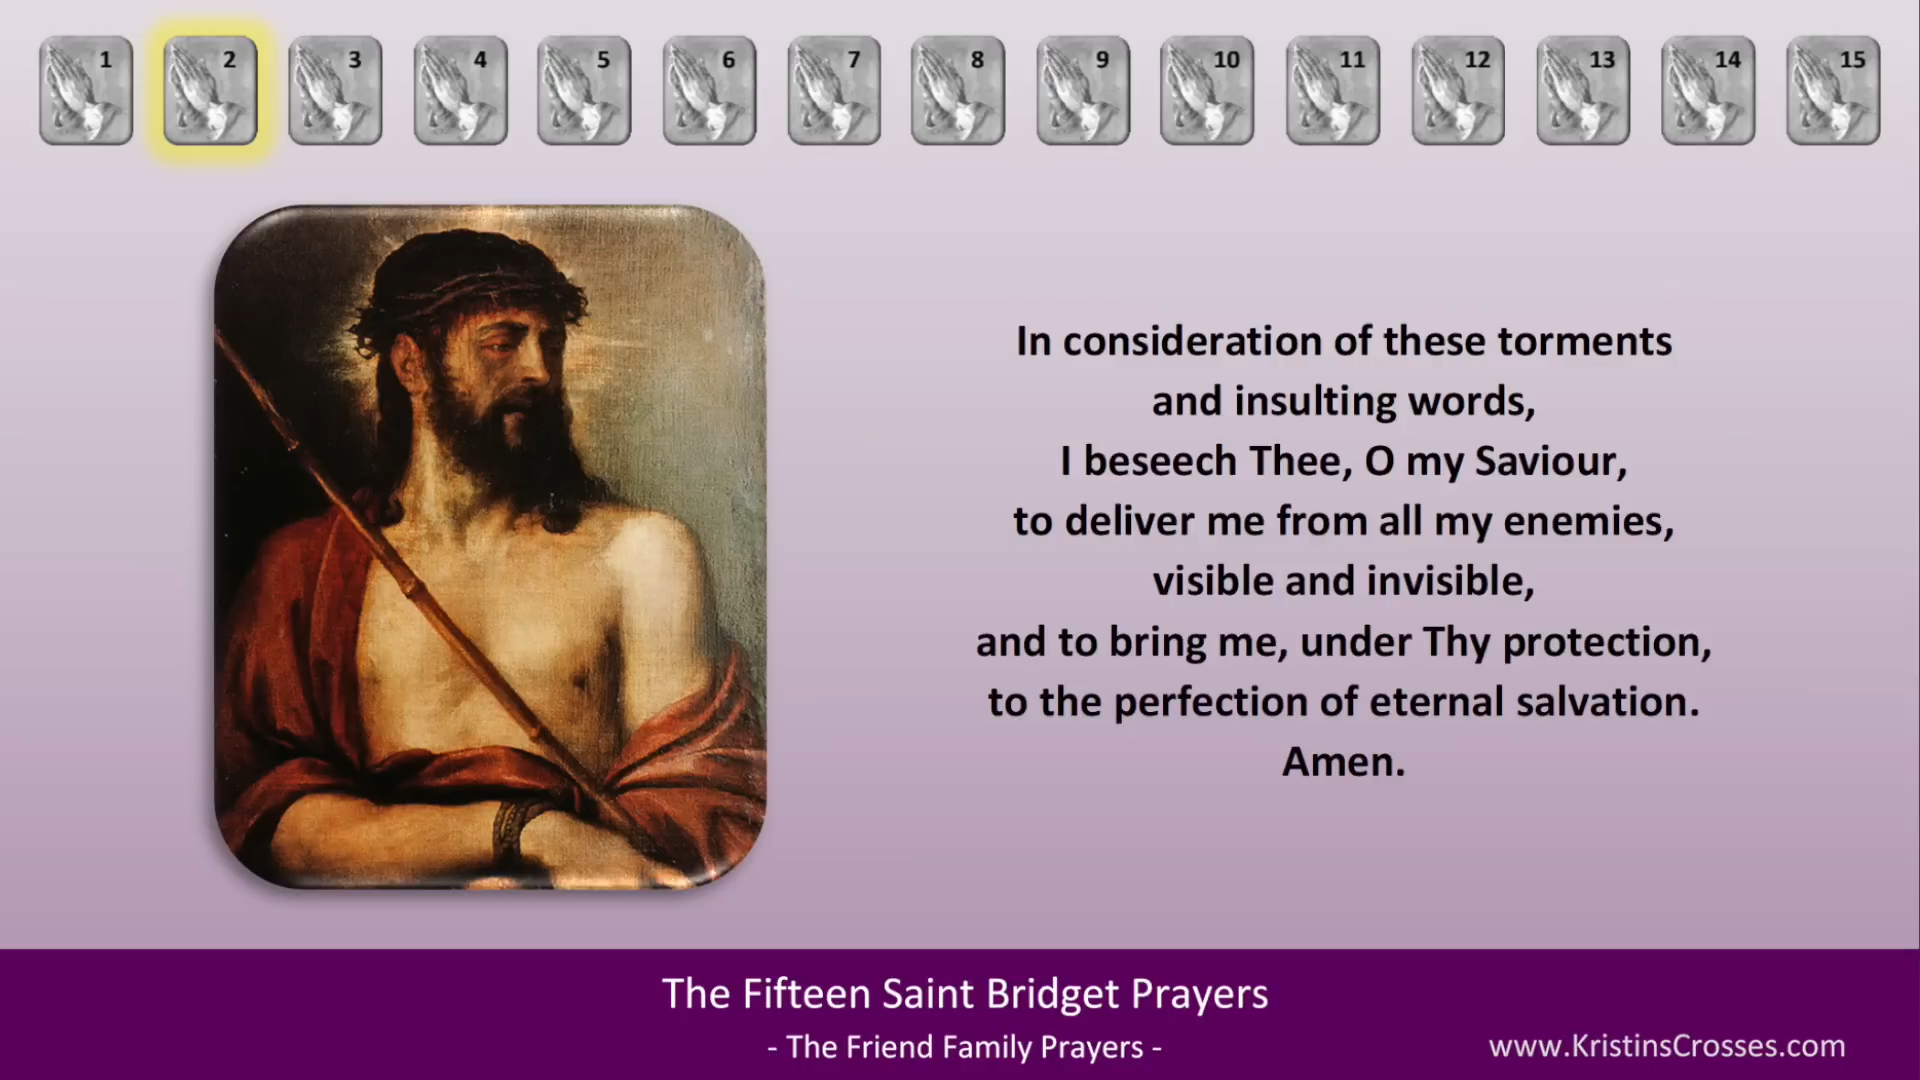 1 2 3 4 5 6 7 8 9 10 11 12 13 14 15
In consideration of these torments
and insulting words,
I beseech Thee, O my Saviour,
to deliver me from all my enemies,
visible and invisible,
and to bring me, under Thy protection,
to the perfection of eternal salvation.
Amen.
The Fifteen Saint Bridget Prayers
- The Friend Family Prayers -
www.KristinsCrosses.com